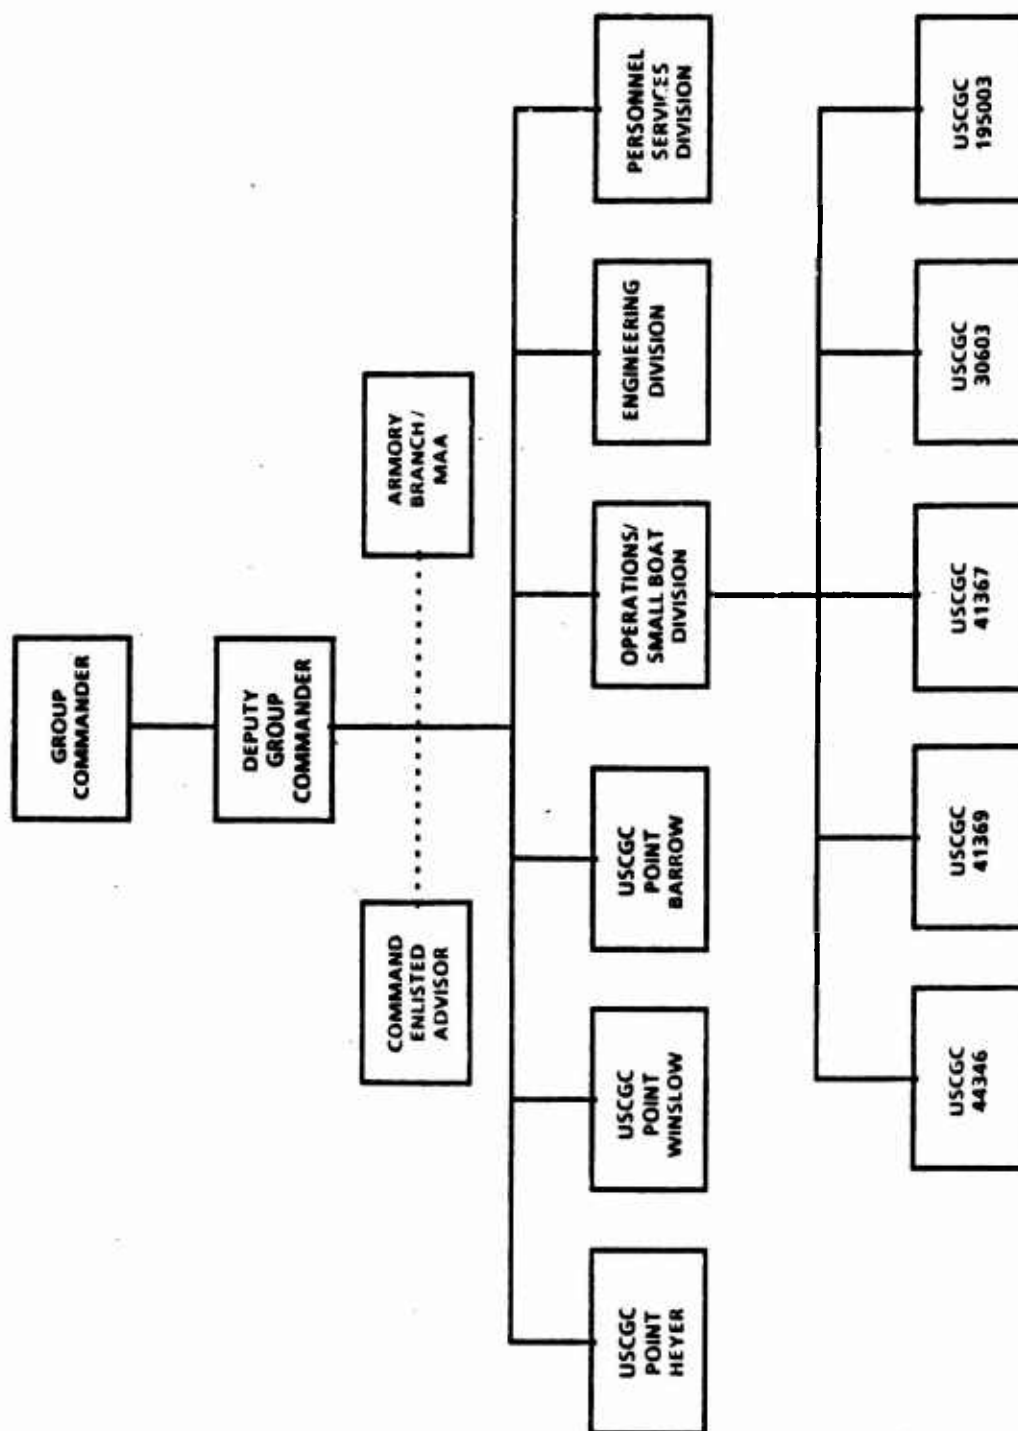 GROUP
COMMANDER
DEPUTY
GROUP
COMMANDER
COMMAND
ENLISTED
ADVISOR
ARMORY
BRANCH /
MAA
USCGC
POINT
HEYER
USCGC
POINT
WINSLOW
USCGC
POINT
BARROW
OPERATIONS/
SMALL BOAT
DIVISION
ENGINEERING
DIVISION
PERSONNEL
SERVICES
DIVISION
USCGC
44346
USCGC
41369
USCGC
41367
USCGC
30603
USCGC
195003